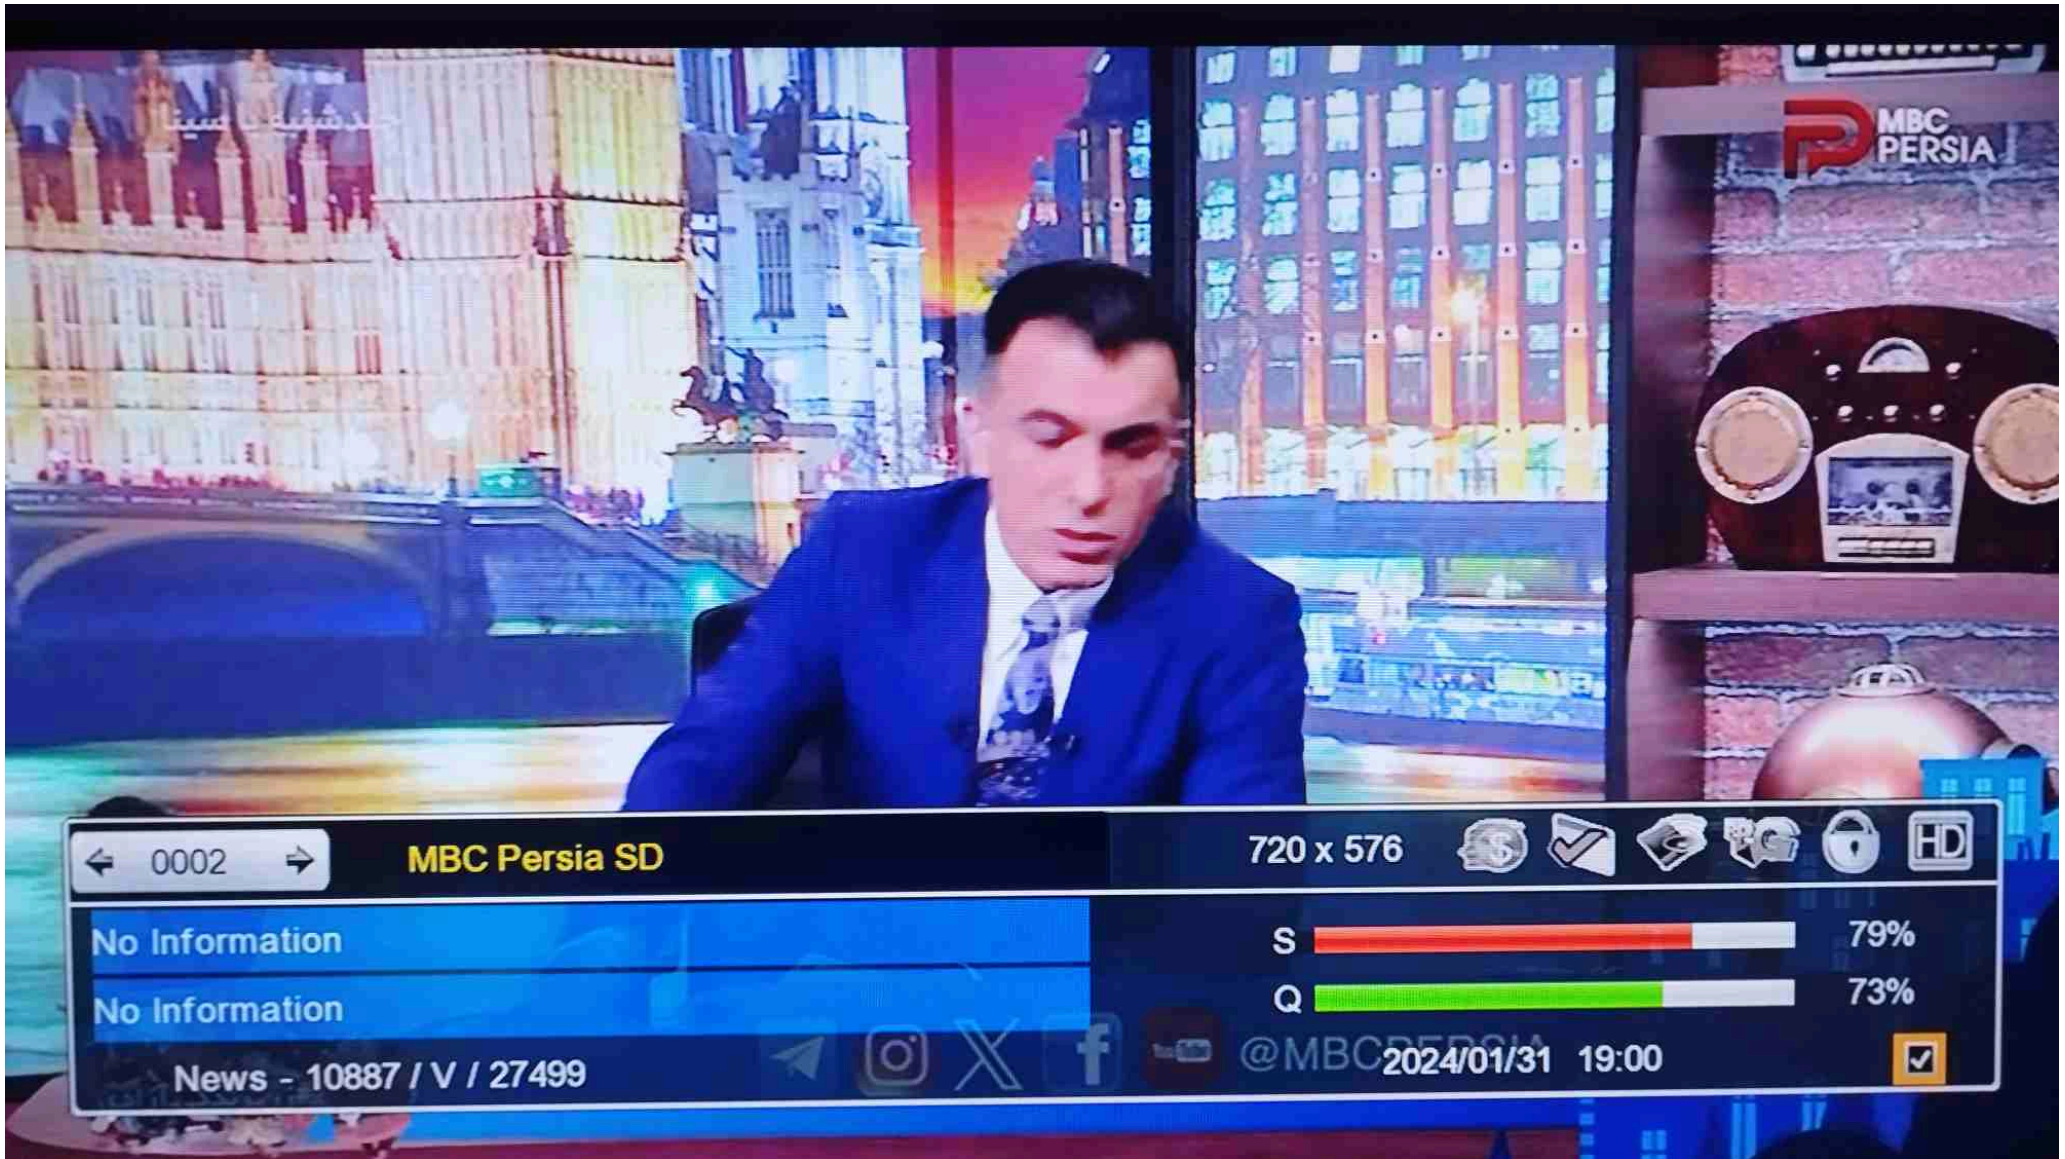 MBC
PERSIA
0002
MBC Persia SD
720 x 576
HD
No Information
S
79%
No Information
Q
73%
News - 10887 / V / 27499
@MBCPERSIA
2024/01/31 19:00